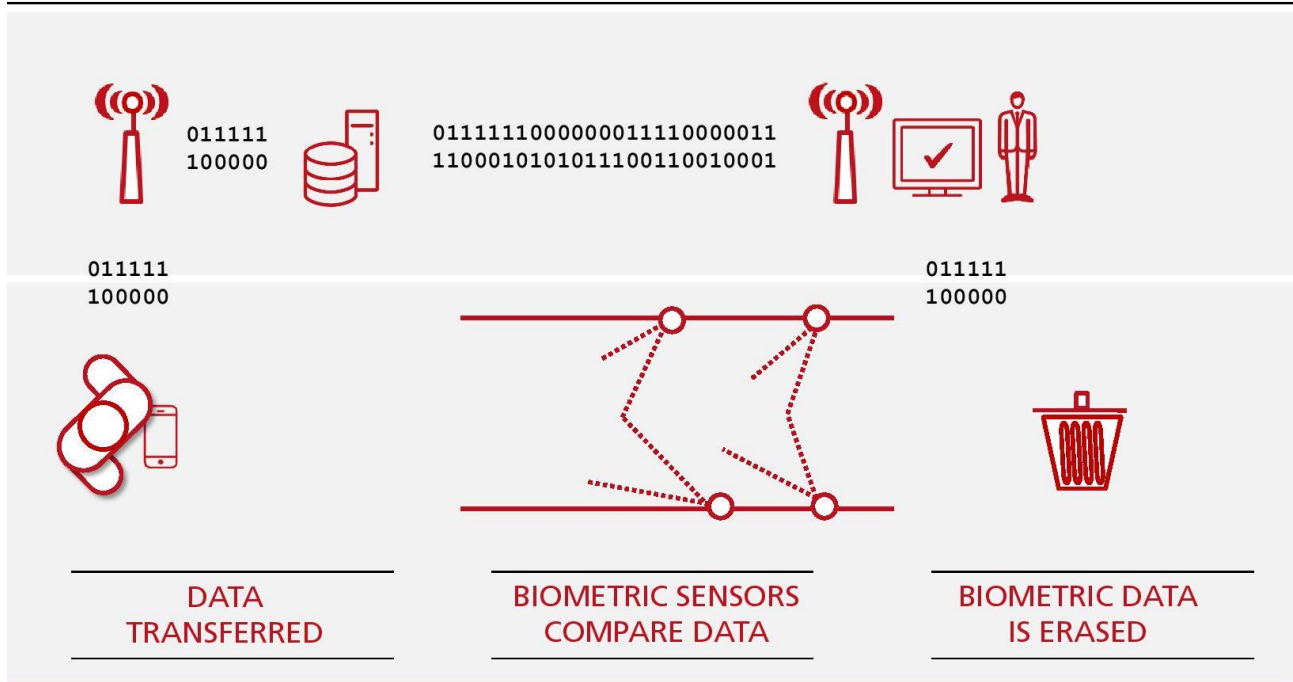 011111
100000
0111111000000011110000011
1100010101011100110010001
011111
100000
011111
100000
DATA
TRANSFERRED
BIOMETRIC SENSORS
COMPARE DATA
BIOMETRIC DATA
IS ERASED